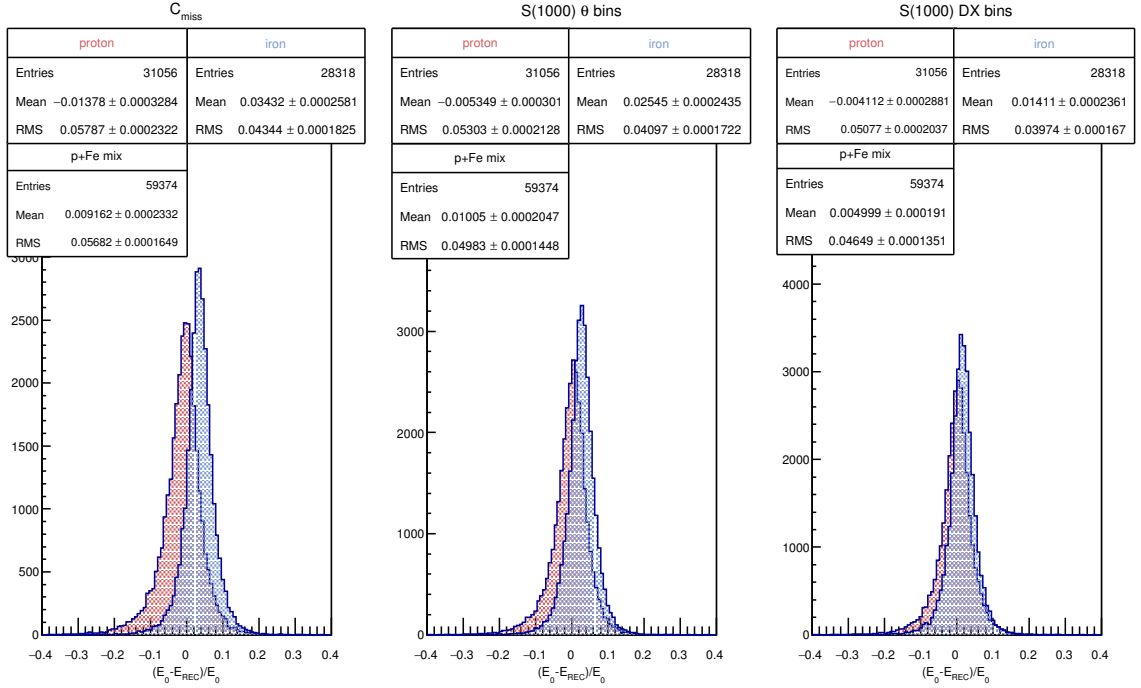 C_miss
proton iron
Entries 31056 Entries 28318
Mean −0.01378 ± 0.0003284 Mean 0.03432 ± 0.0002581
RMS 0.05787 ± 0.0002322 RMS 0.04344 ± 0.0001825
p+Fe mix
Entries 59374
Mean 0.009162 ± 0.0002332
RMS 0.05682 ± 0.0001649
3000
2500
2000
1500
1000
500
0
−0.4 −0.3 −0.2 −0.1 0 0.1 0.2 0.3 0.4
(E_0-E_REC)/E_0
S(1000) θ bins
proton iron
Entries 31056 Entries 28318
Mean −0.005349 ± 0.000301 Mean 0.02545 ± 0.0002435
RMS 0.05303 ± 0.0002128 RMS 0.04097 ± 0.0001722
p+Fe mix
Entries 59374
Mean 0.01005 ± 0.0002047
RMS 0.04983 ± 0.0001448
3000
2000
1000
0
−0.4 −0.3 −0.2 −0.1 0 0.1 0.2 0.3 0.4
(E_0-E_REC)/E_0
S(1000) DX bins
proton iron
Entries 31056 Entries 28318
Mean −0.004112 ± 0.0002881 Mean 0.01411 ± 0.0002361
RMS 0.05077 ± 0.0002037 RMS 0.03974 ± 0.000167
p+Fe mix
Entries 59374
Mean 0.004999 ± 0.000191
RMS 0.04649 ± 0.0001351
4000
3000
2000
1000
0
−0.4 −0.3 −0.2 −0.1 0 0.1 0.2 0.3 0.4
(E_0-E_REC)/E_0